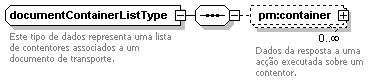 documentContainerListType
prn:container
0..∞
Este tipo de dados representa uma lista
de contentores associados a um
documento de transporte.
Dados da resposta a uma
acção executada sobre um
contentor.